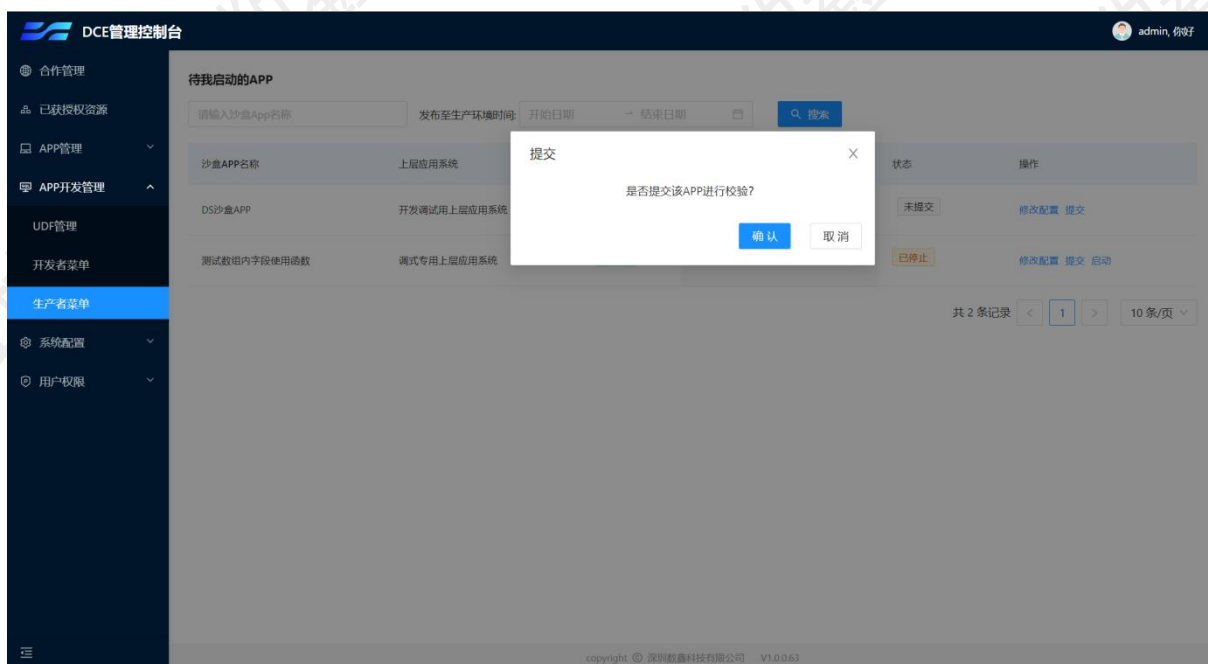 DCE管理控制台
admin, 你好
合作管理
已获授权资源
APP管理
APP开发管理
UDF管理
开发者菜单
生产者菜单
系统配置
用户权限
待我启动的APP
请输入沙盒App名称 发布至生产环境时间: 开始日期 → 结束日期 搜索
沙盒APP名称 上层应用系统 状态 操作
DS沙盒APP 开发调试用上层应用系统 未提交 修改配置 提交
测试数组内字段使用函数 调式专用上层应用系统 已停止 修改配置 提交 启动
提交
是否提交该APP进行校验?
确认 取消
共 2 条记录 < 1 > 10 条/页
copyright © 深圳数鑫科技有限公司 V1.0.0.63